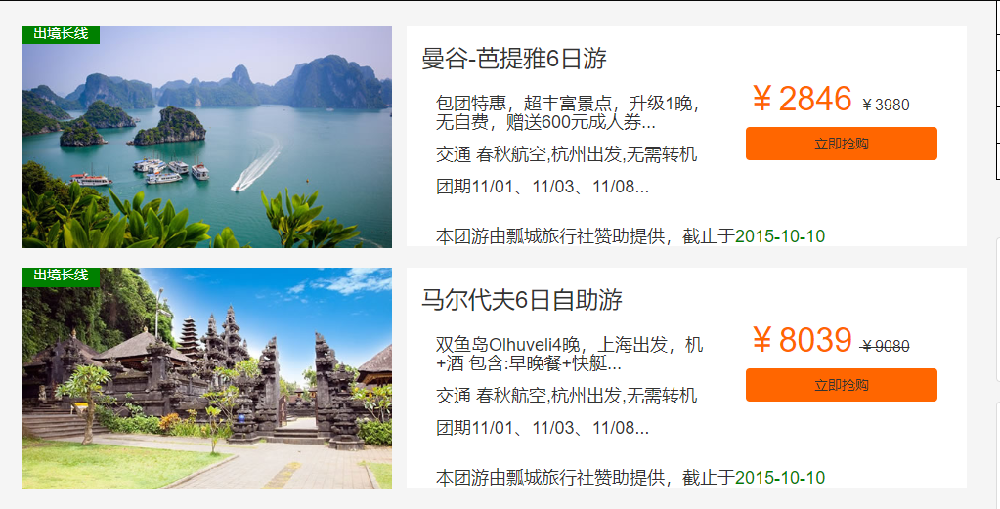 出境长线
曼谷-芭提雅6日游
包团特惠，超丰富景点，升级1晚，
无自费，赠送600元成人券...
¥ 2846 ¥3980
立即抢购
交通 春秋航空,杭州出发,无需转机
团期11/01、11/03、11/08...
本团游由瓢城旅行社赞助提供，截止于2015-10-10
出境长线
马尔代夫6日自助游
双鱼岛Olhuveli4晚，上海出发，机
+酒 包含:早晚餐+快艇...
¥ 8039 ¥9080
立即抢购
交通 春秋航空,杭州出发,无需转机
团期11/01、11/03、11/08...
本团游由瓢城旅行社赞助提供，截止于2015-10-10